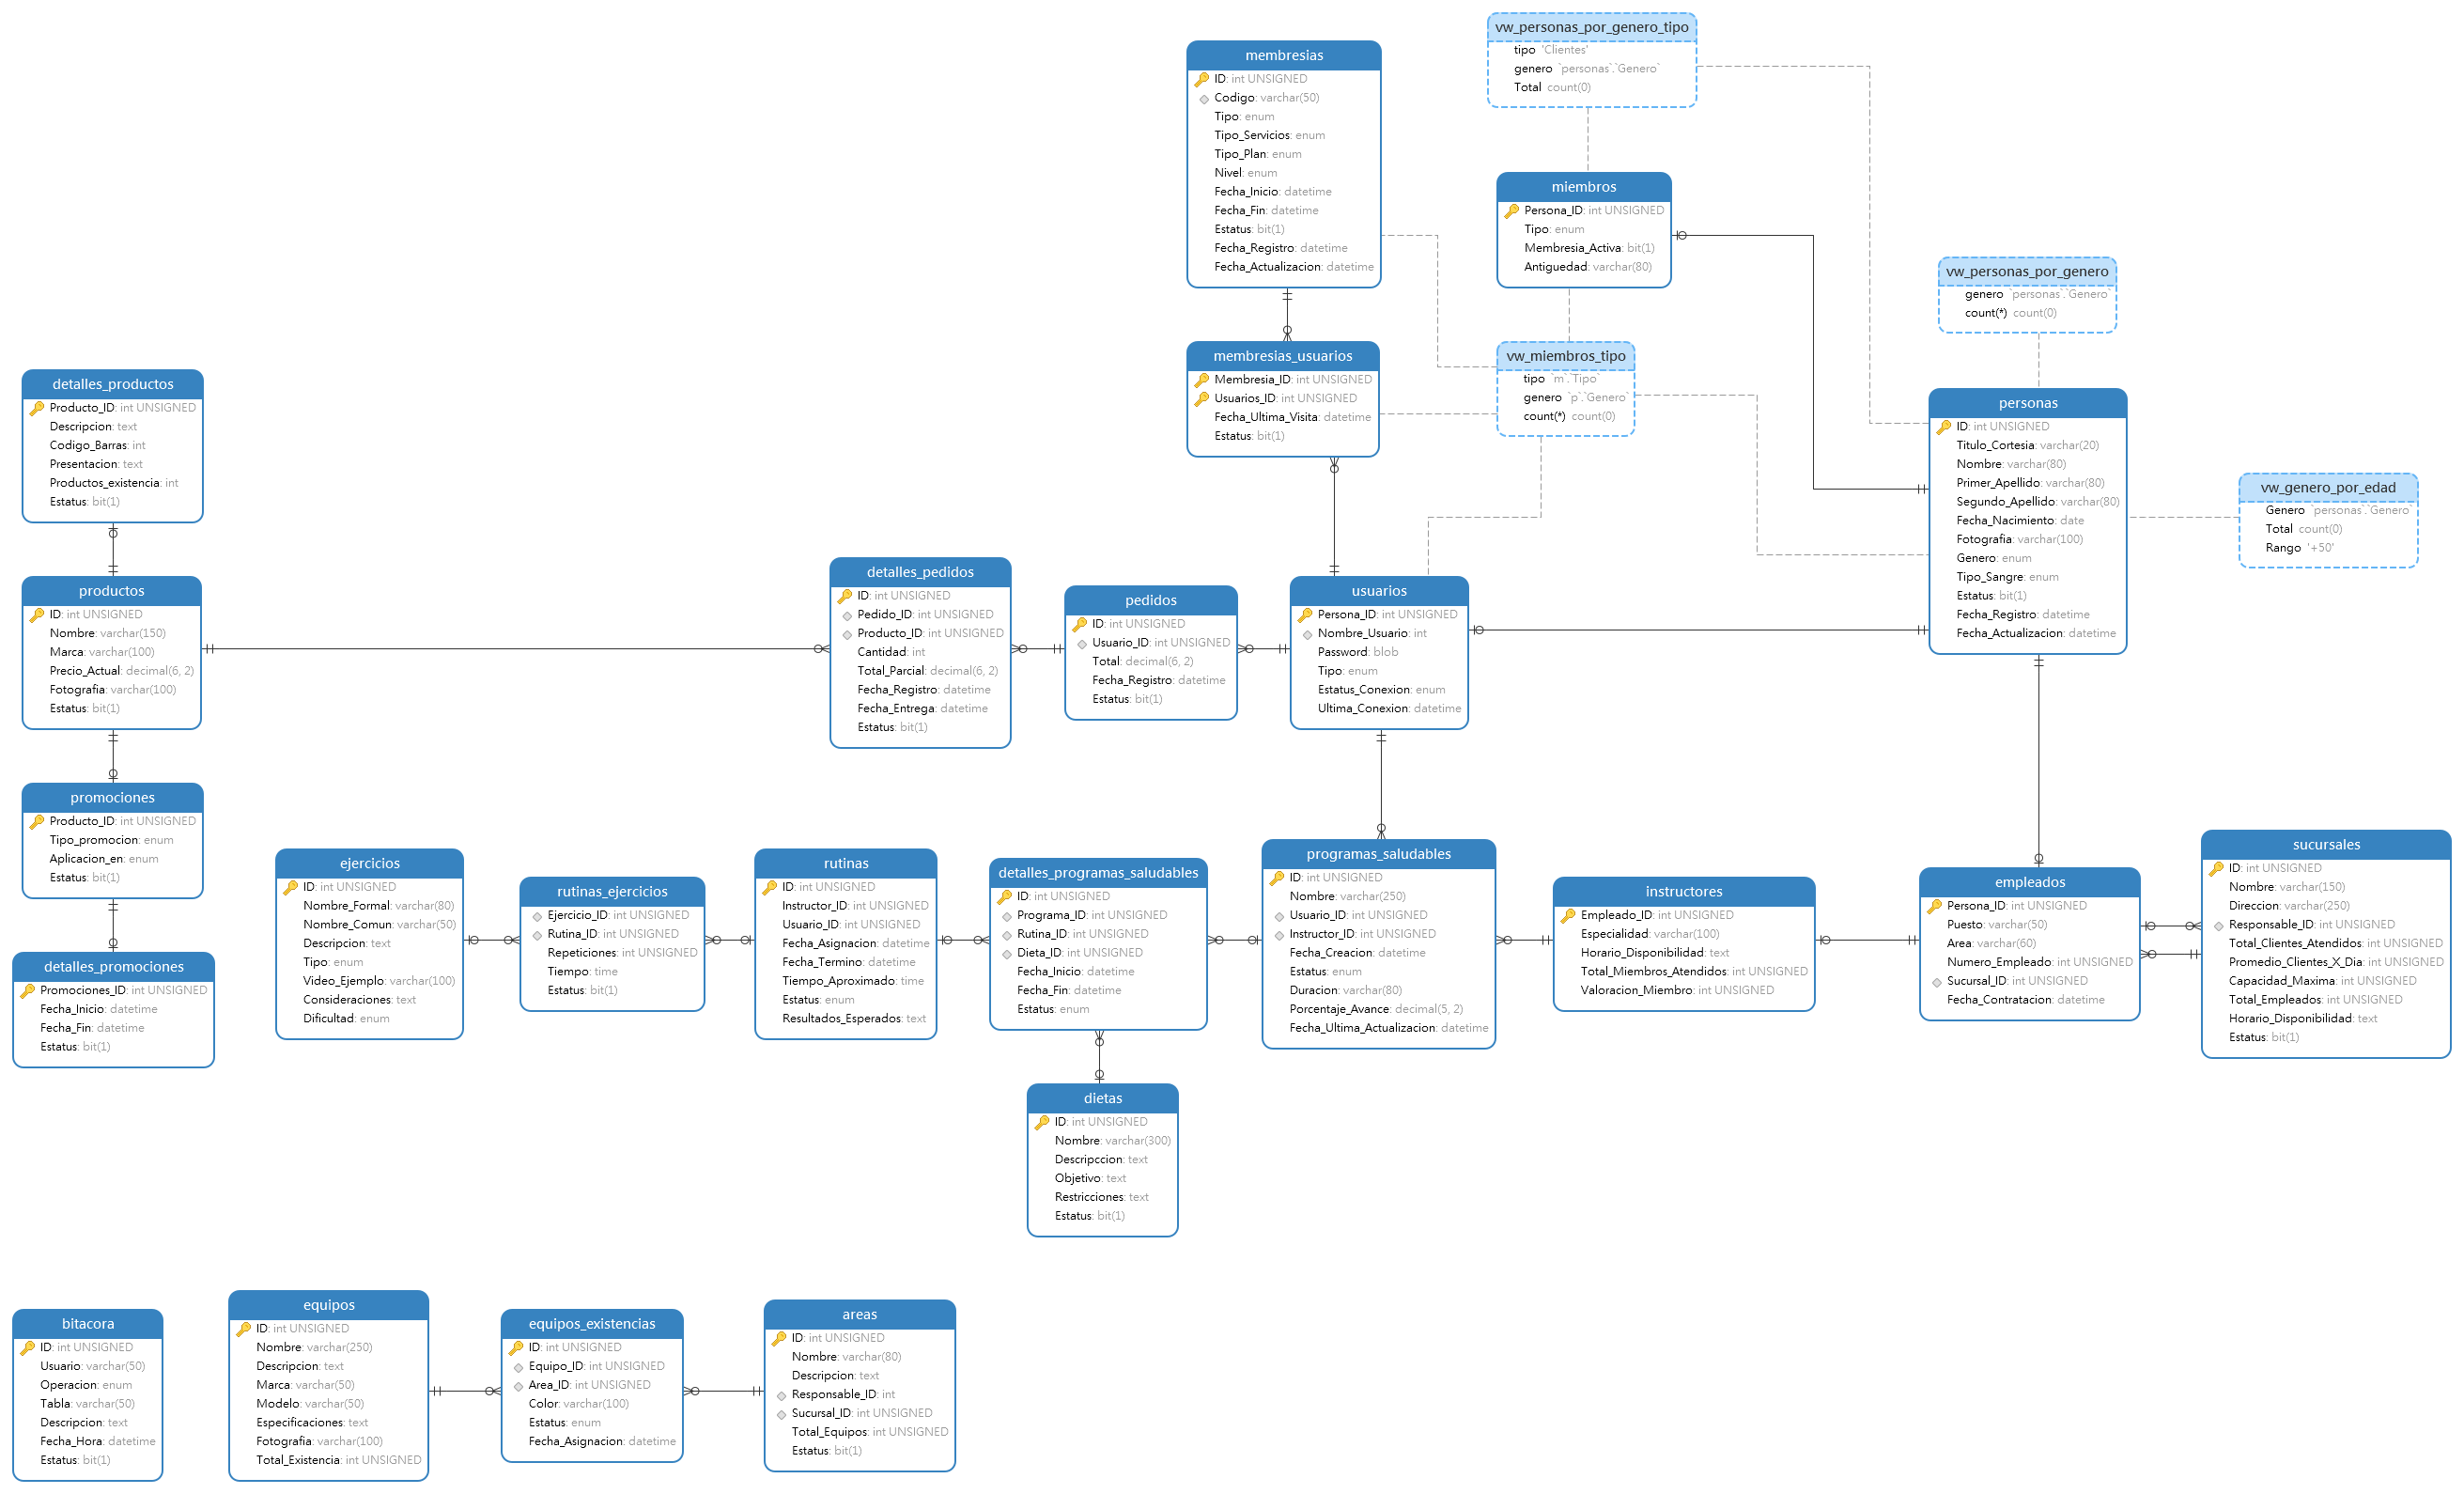 vw_personas_por_genero_tipo
tipo 'Clientes'
genero `personas`.`Genero`
Total count(0)
membresias
ID: int UNSIGNED
Codigo: varchar(50)
Tipo: enum
Tipo_Servicios: enum
Tipo_Plan: enum
Nivel: enum
Fecha_Inicio: datetime
Fecha_Fin: datetime
Estatus: bit(1)
Fecha_Registro: datetime
Fecha_Actualizacion: datetime
miembros
Persona_ID: int UNSIGNED
Tipo: enum
Membresia_Activa: bit(1)
Antiguedad: varchar(80)
vw_personas_por_genero
genero `personas`.`Genero`
count(*) count(0)
membresias_usuarios
Membresia_ID: int UNSIGNED
Usuarios_ID: int UNSIGNED
Fecha_Ultima_Visita: datetime
Estatus: bit(1)
vw_miembros_tipo
tipo `m`.`Tipo`
genero `p`.`Genero`
count(*) count(0)
detalles_productos
Producto_ID: int UNSIGNED
Descripcion: text
Codigo_Barras: int
Presentacion: text
Productos_existencia: int
Estatus: bit(1)
personas
ID: int UNSIGNED
Titulo_Cortesia: varchar(20)
Nombre: varchar(80)
Primer_Apellido: varchar(80)
Segundo_Apellido: varchar(80)
Fecha_Nacimiento: date
Fotografia: varchar(100)
Genero: enum
Tipo_Sangre: enum
Estatus: bit(1)
Fecha_Registro: datetime
Fecha_Actualizacion: datetime
vw_genero_por_edad
Genero `personas`.`Genero`
Total count(0)
Rango '+50'
productos
ID: int UNSIGNED
Nombre: varchar(150)
Marca: varchar(100)
Precio_Actual: decimal(6, 2)
Fotografia: varchar(100)
Estatus: bit(1)
detalles_pedidos
ID: int UNSIGNED
Pedido_ID: int UNSIGNED
Producto_ID: int UNSIGNED
Cantidad: int
Total_Parcial: decimal(6, 2)
Fecha_Registro: datetime
Fecha_Entrega: datetime
Estatus: bit(1)
pedidos
ID: int UNSIGNED
Usuario_ID: int UNSIGNED
Total: decimal(6, 2)
Fecha_Registro: datetime
Estatus: bit(1)
usuarios
Persona_ID: int UNSIGNED
Nombre_Usuario: int
Password: blob
Tipo: enum
Estatus_Conexion: enum
Ultima_Conexion: datetime
promociones
Producto_ID: int UNSIGNED
Tipo_promocion: enum
Aplicacion_en: enum
Estatus: bit(1)
detalles_promociones
Promociones_ID: int UNSIGNED
Fecha_Inicio: datetime
Fecha_Fin: datetime
Estatus: bit(1)
ejercicios
ID: int UNSIGNED
Nombre_Formal: varchar(80)
Nombre_Comun: varchar(50)
Descripcion: text
Tipo: enum
Video_Ejemplo: varchar(100)
Consideraciones: text
Dificultad: enum
rutinas_ejercicios
Ejercicio_ID: int UNSIGNED
Rutina_ID: int UNSIGNED
Repeticiones: int UNSIGNED
Tiempo: time
Estatus: bit(1)
rutinas
ID: int UNSIGNED
Instructor_ID: int UNSIGNED
Usuario_ID: int UNSIGNED
Fecha_Asignacion: datetime
Fecha_Termino: datetime
Tiempo_Aproximado: time
Estatus: enum
Resultados_Esperados: text
detalles_programas_saludables
ID: int UNSIGNED
Programa_ID: int UNSIGNED
Rutina_ID: int UNSIGNED
Dieta_ID: int UNSIGNED
Fecha_Inicio: datetime
Fecha_Fin: datetime
Estatus: enum
programas_saludables
ID: int UNSIGNED
Nombre: varchar(250)
Usuario_ID: int UNSIGNED
Instructor_ID: int UNSIGNED
Fecha_Creacion: datetime
Estatus: enum
Duracion: varchar(80)
Porcentaje_Avance: decimal(5, 2)
Fecha_Ultima_Actualizacion: datetime
instructores
Empleado_ID: int UNSIGNED
Especialidad: varchar(100)
Horario_Disponibilidad: text
Total_Miembros_Atendidos: int UNSIGNED
Valoracion_Miembro: int UNSIGNED
empleados
Persona_ID: int UNSIGNED
Puesto: varchar(50)
Area: varchar(60)
Numero_Empleado: int UNSIGNED
Sucursal_ID: int UNSIGNED
Fecha_Contratacion: datetime
sucursales
ID: int UNSIGNED
Nombre: varchar(150)
Direccion: varchar(250)
Responsable_ID: int UNSIGNED
Total_Clientes_Atendidos: int UNSIGNED
Promedio_Clientes_X_Dia: int UNSIGNED
Capacidad_Maxima: int UNSIGNED
Total_Empleados: int UNSIGNED
Horario_Disponibilidad: text
Estatus: bit(1)
dietas
ID: int UNSIGNED
Nombre: varchar(300)
Descripccion: text
Objetivo: text
Restricciones: text
Estatus: bit(1)
bitacora
ID: int UNSIGNED
Usuario: varchar(50)
Operacion: enum
Tabla: varchar(50)
Descripcion: text
Fecha_Hora: datetime
Estatus: bit(1)
equipos
ID: int UNSIGNED
Nombre: varchar(250)
Descripcion: text
Marca: varchar(50)
Modelo: varchar(50)
Especificaciones: text
Fotografia: varchar(100)
Total_Existencia: int UNSIGNED
equipos_existencias
ID: int UNSIGNED
Equipo_ID: int UNSIGNED
Area_ID: int UNSIGNED
Color: varchar(100)
Estatus: enum
Fecha_Asignacion: datetime
areas
ID: int UNSIGNED
Nombre: varchar(80)
Descripcion: text
Responsable_ID: int
Sucursal_ID: int UNSIGNED
Total_Equipos: int UNSIGNED
Estatus: bit(1)